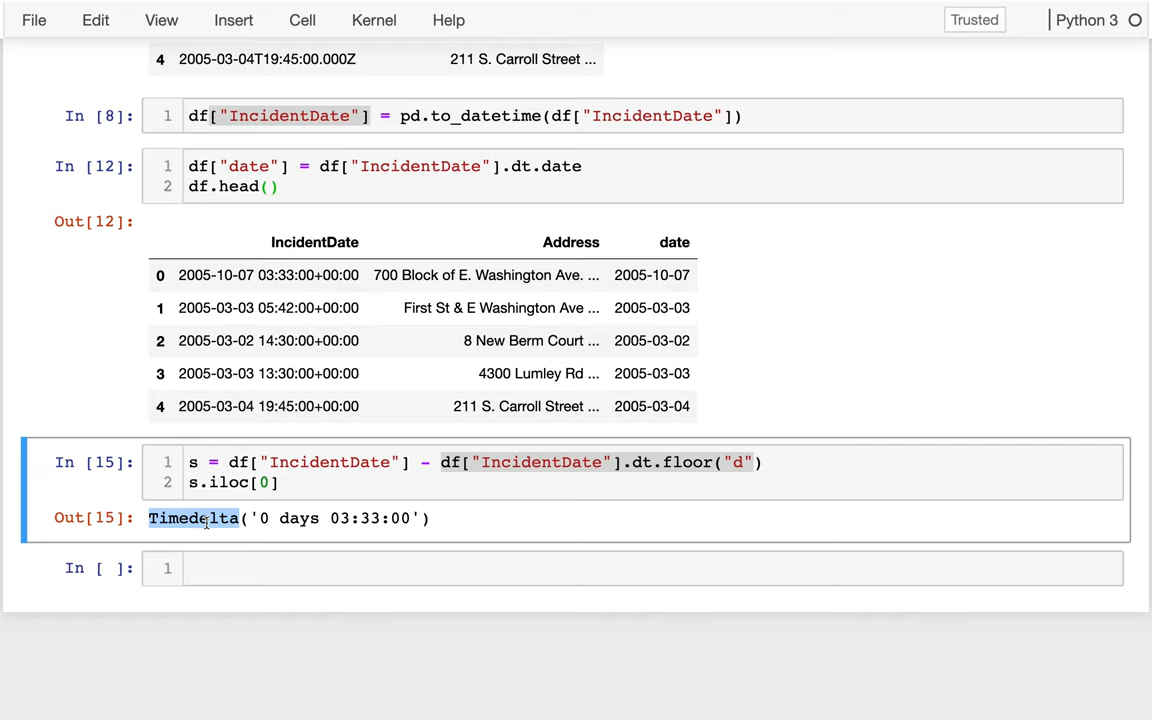 File Edit View Insert Cell Kernel Help Trusted Python 3
4 2005-03-04T19:45:00.000Z 211 S. Carroll Street ...
In [8]: 1 df["IncidentDate"] = pd.to_datetime(df["IncidentDate"])
In [12]: 1 df["date"] = df["IncidentDate"].dt.date
2 df.head()
Out[12]:
IncidentDate Address date
0 2005-10-07 03:33:00+00:00 700 Block of E. Washington Ave. ... 2005-10-07
1 2005-03-03 05:42:00+00:00 First St & E Washington Ave ... 2005-03-03
2 2005-03-02 14:30:00+00:00 8 New Berm Court ... 2005-03-02
3 2005-03-03 13:30:00+00:00 4300 Lumley Rd ... 2005-03-03
4 2005-03-04 19:45:00+00:00 211 S. Carroll Street ... 2005-03-04
In [15]: 1 s = df["IncidentDate"] - df["IncidentDate"].dt.floor("d")
2 s.iloc[0]
Out[15]: Timedelta('0 days 03:33:00')
In [ ]: 1